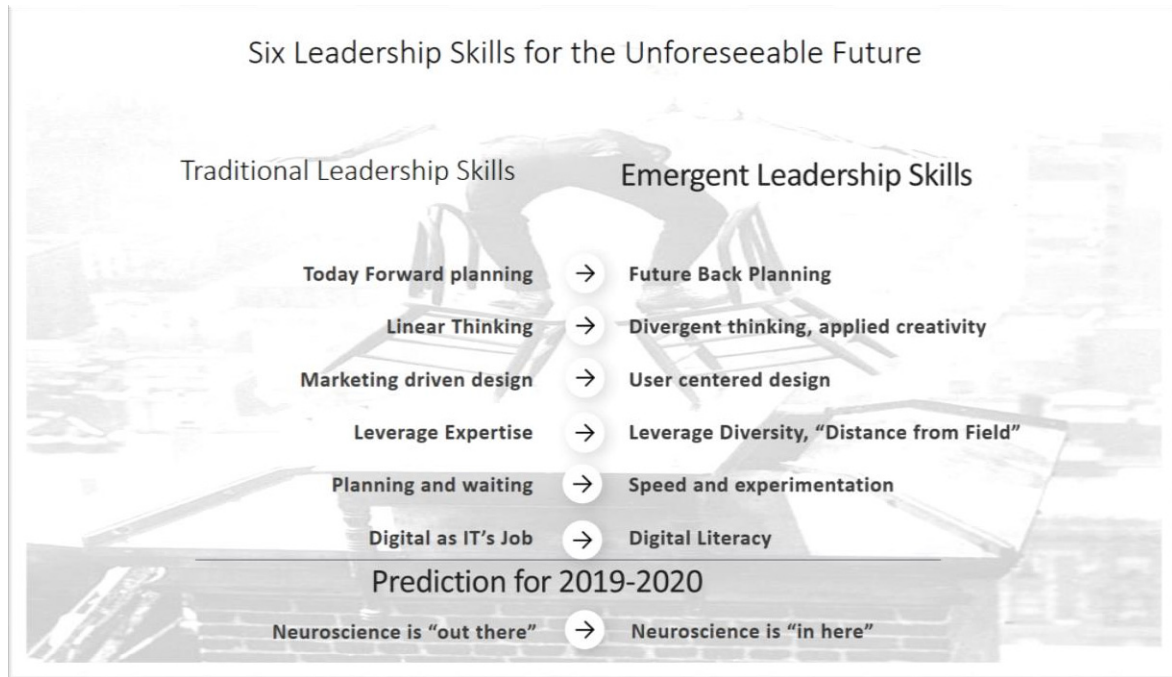 Six Leadership Skills for the Unforeseeable Future
Traditional Leadership Skills
Emergent Leadership Skills
Today Forward planning → Future Back Planning
Linear Thinking → Divergent thinking, applied creativity
Marketing driven design → User centered design
Leverage Expertise → Leverage Diversity, “Distance from Field”
Planning and waiting → Speed and experimentation
Digital as IT’s Job → Digital Literacy
Prediction for 2019-2020
Neuroscience is “out there” → Neuroscience is “in here”